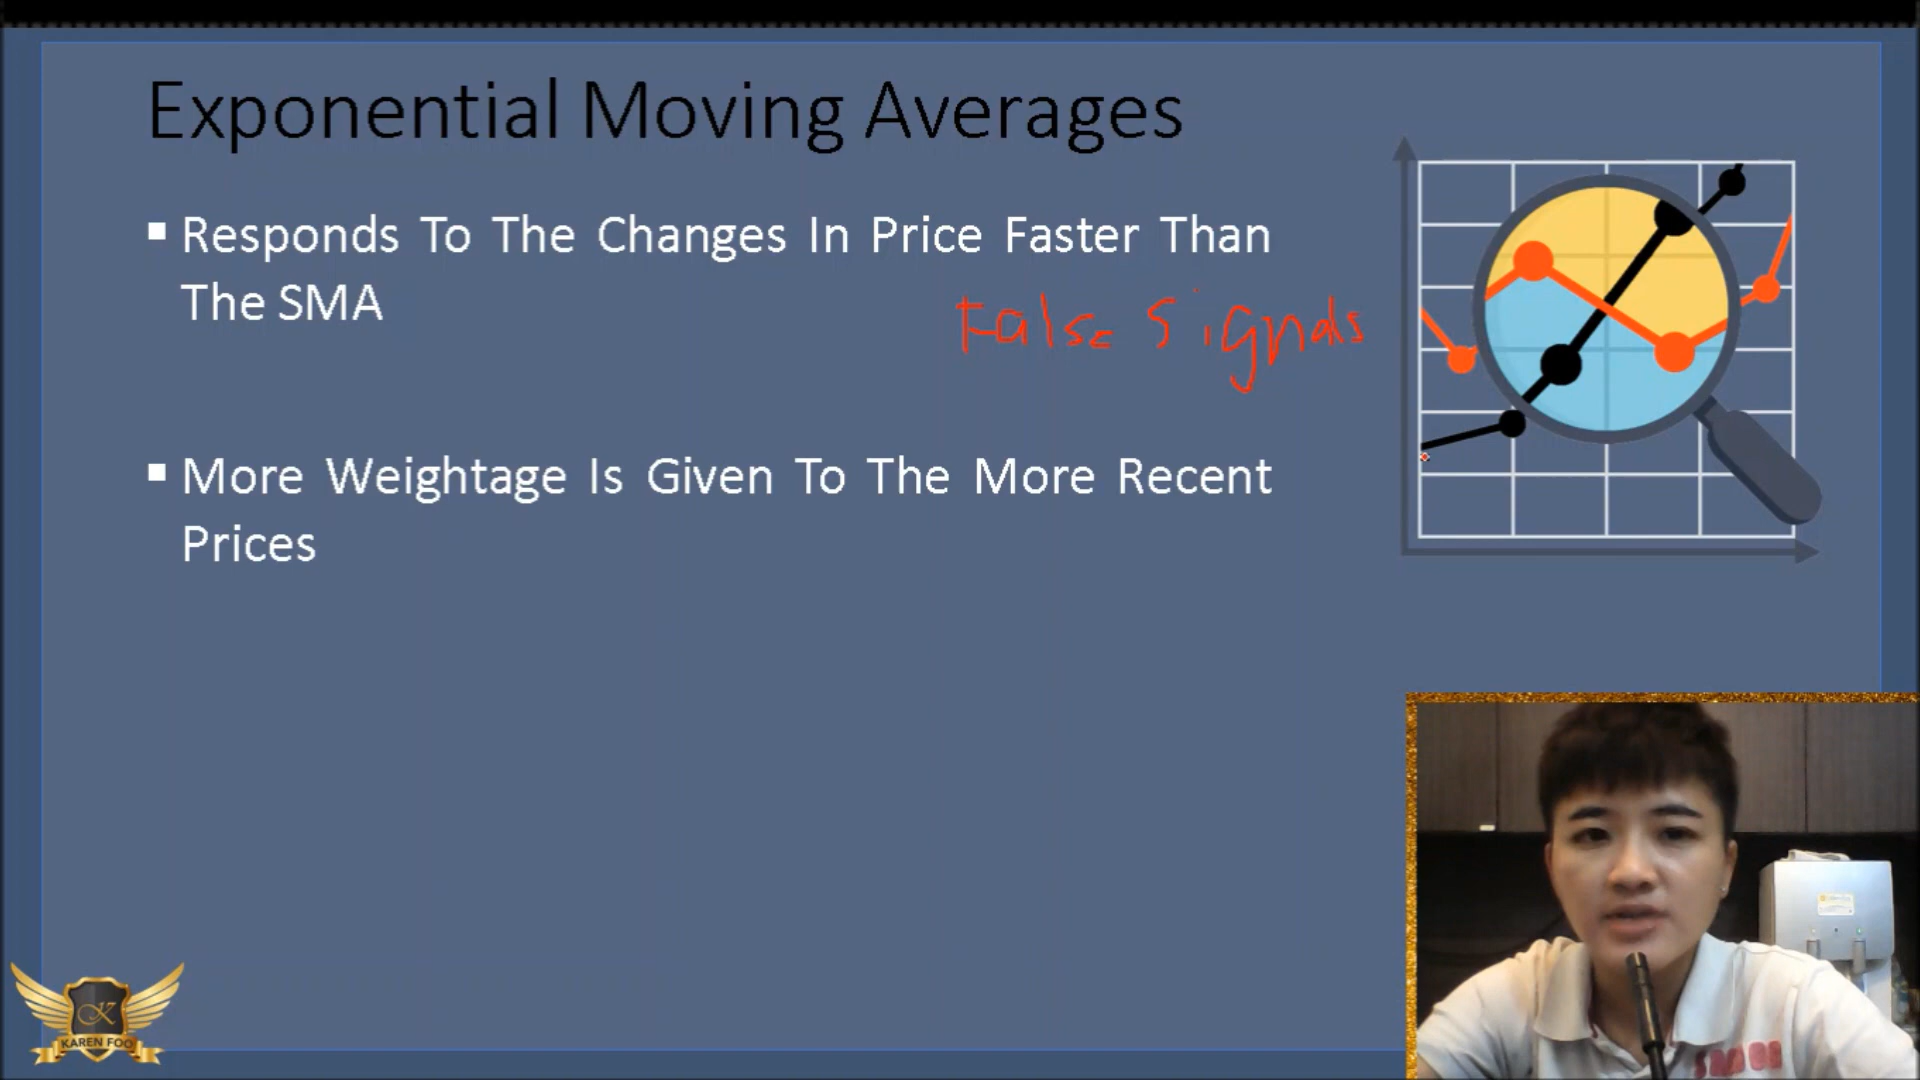 Exponential Moving Averages
▪ Responds To The Changes In Price Faster Than
The SMA
False Signals
▪ More Weightage Is Given To The More Recent
Prices
K
KAREN FOO